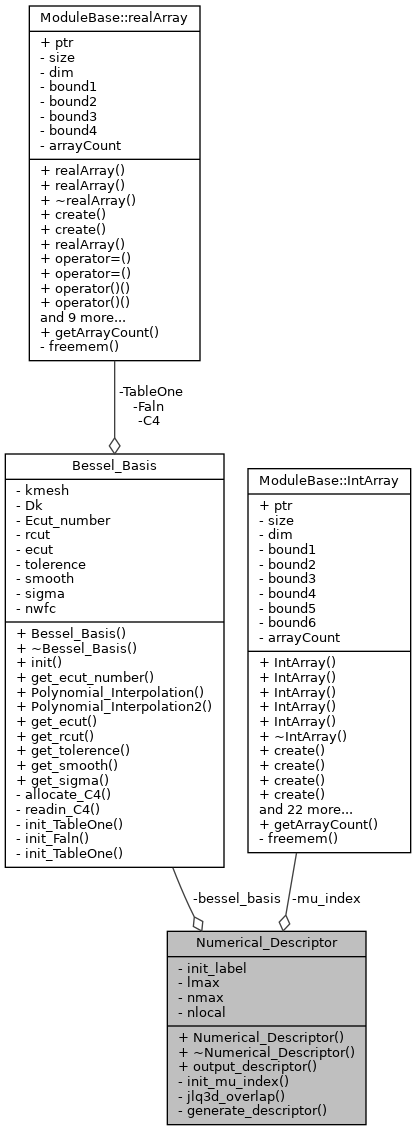 ModuleBase::realArray
+ ptr
- size
- dim
- bound1
- bound2
- bound3
- bound4
- arrayCount
+ realArray()
+ realArray()
+ ~realArray()
+ create()
+ create()
+ realArray()
+ operator=()
+ operator=()
+ operator()()
+ operator()()
and 9 more...
+ getArrayCount()
- freemem()
-TableOne
-Faln
-C4
Bessel_Basis
- kmesh
- Dk
- Ecut_number
- rcut
- ecut
- tolerence
- smooth
- sigma
- nwfc
+ Bessel_Basis()
+ ~Bessel_Basis()
+ init()
+ get_ecut_number()
+ Polynomial_Interpolation()
+ Polynomial_Interpolation2()
+ get_ecut()
+ get_rcut()
+ get_tolerence()
+ get_smooth()
+ get_sigma()
- allocate_C4()
- readin_C4()
- init_TableOne()
- init_Faln()
- init_TableOne()
ModuleBase::IntArray
+ ptr
- size
- dim
- bound1
- bound2
- bound3
- bound4
- bound5
- bound6
- arrayCount
+ IntArray()
+ IntArray()
+ IntArray()
+ IntArray()
+ IntArray()
+ ~IntArray()
+ create()
+ create()
+ create()
+ create()
and 22 more...
+ getArrayCount()
- freemem()
-bessel_basis
-mu_index
Numerical_Descriptor
- init_label
- lmax
- nmax
- nlocal
+ Numerical_Descriptor()
+ ~Numerical_Descriptor()
+ output_descriptor()
- init_mu_index()
- jlq3d_overlap()
- generate_descriptor()